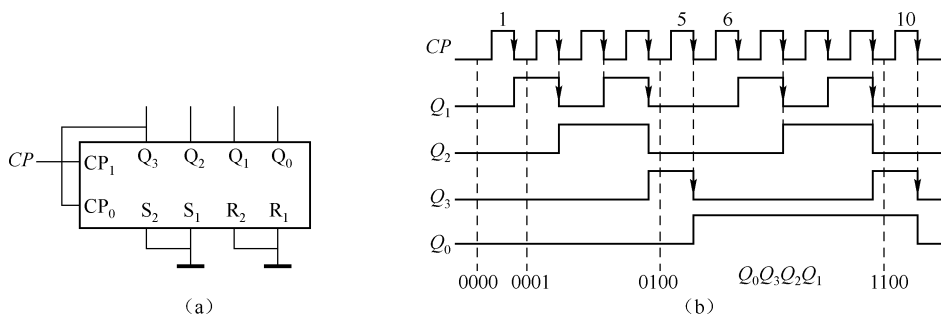 CP
CP₁
CP₀
Q₃ Q₂ Q₁ Q₀
S₂ S₁ R₂ R₁
(a)
1 5 6 10
CP
Q₁
Q₂
Q₃
Q₀
0000 0001 0100 Q₀Q₃Q₂Q₁ 1100
(b)